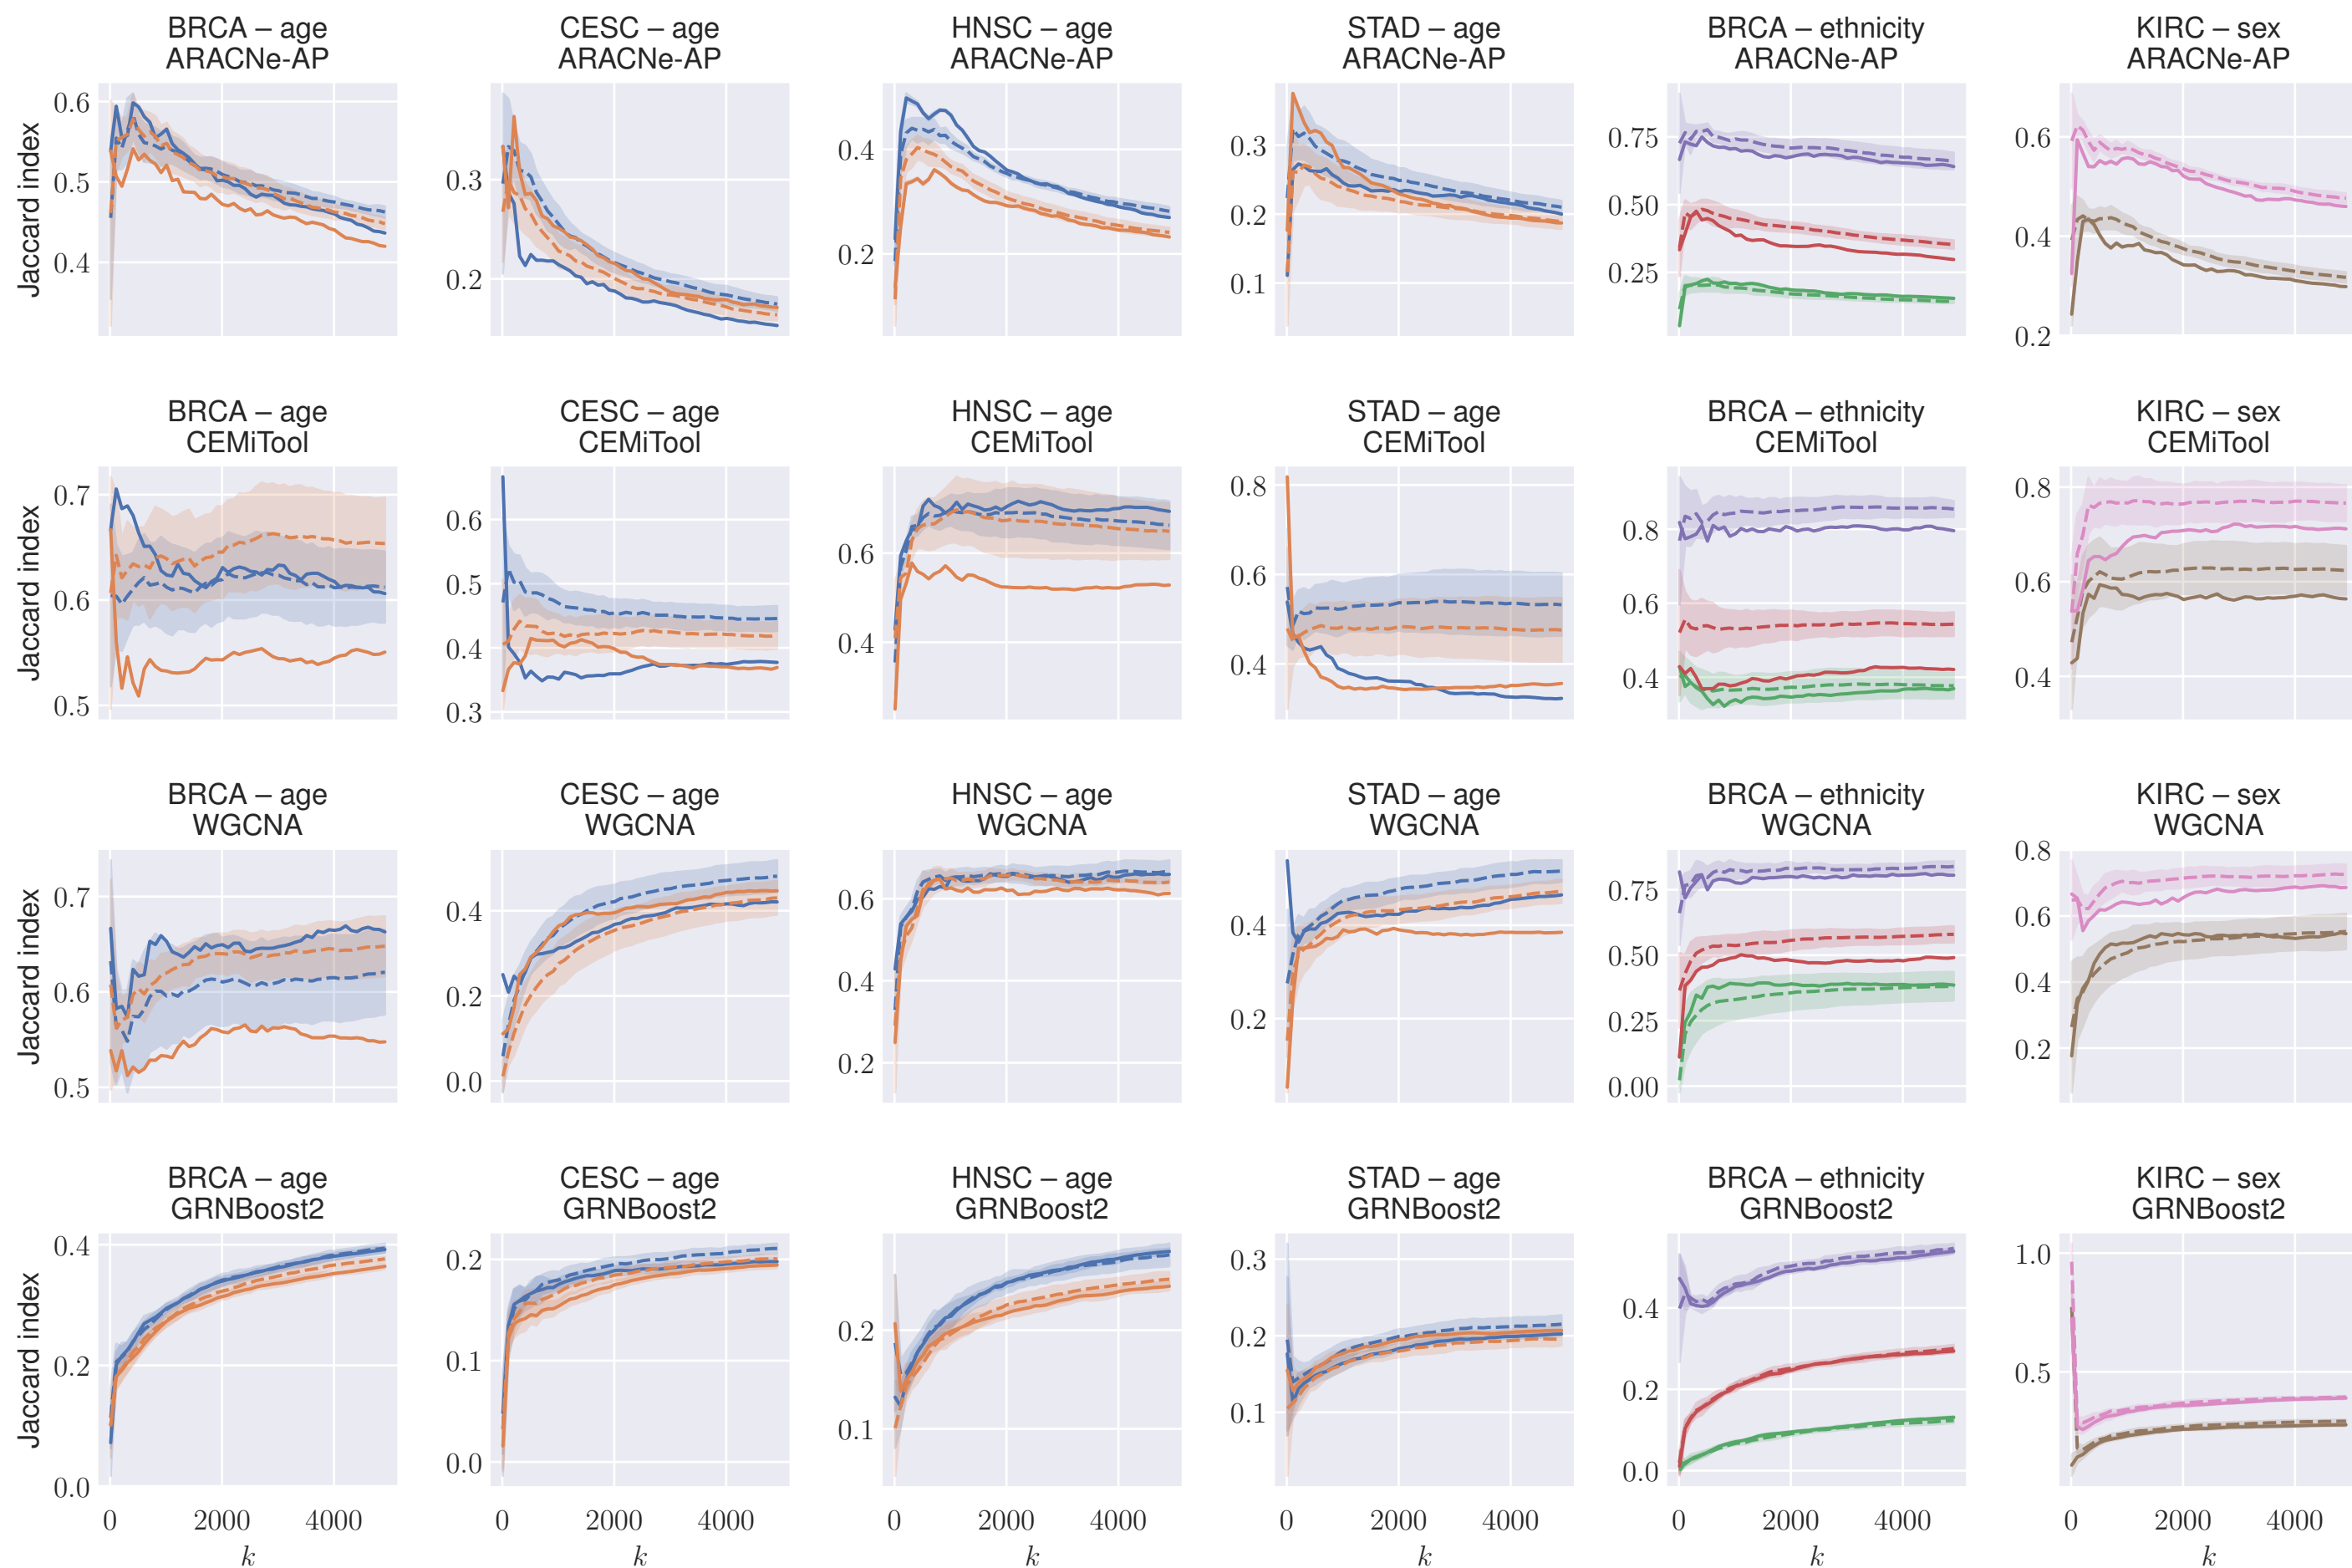 BRCA – age
ARACNe-AP
CESC – age
ARACNe-AP
HNSC – age
ARACNe-AP
STAD – age
ARACNe-AP
BRCA – ethnicity
ARACNe-AP
KIRC – sex
ARACNe-AP
Jaccard index
0.6
0.5
0.4
0.3
0.2
0.4
0.2
0.3
0.2
0.1
0.75
0.50
0.25
0.6
0.4
0.2
BRCA – age
CEMiTool
CESC – age
CEMiTool
HNSC – age
CEMiTool
STAD – age
CEMiTool
BRCA – ethnicity
CEMiTool
KIRC – sex
CEMiTool
Jaccard index
0.7
0.6
0.5
0.6
0.5
0.4
0.3
0.6
0.4
0.8
0.6
0.4
0.8
0.6
0.4
0.8
0.6
0.4
BRCA – age
WGCNA
CESC – age
WGCNA
HNSC – age
WGCNA
STAD – age
WGCNA
BRCA – ethnicity
WGCNA
KIRC – sex
WGCNA
Jaccard index
0.7
0.6
0.5
0.4
0.2
0.0
0.6
0.4
0.2
0.4
0.2
0.75
0.50
0.25
0.00
0.8
0.6
0.4
0.2
BRCA – age
GRNBoost2
CESC – age
GRNBoost2
HNSC – age
GRNBoost2
STAD – age
GRNBoost2
BRCA – ethnicity
GRNBoost2
KIRC – sex
GRNBoost2
Jaccard index
0.4
0.2
0.0
0.2
0.1
0.0
0.2
0.1
0.3
0.2
0.1
0.4
0.2
0.0
1.0
0.5
0 2000 4000
0 2000 4000
0 2000 4000
0 2000 4000
0 2000 4000
0 2000 4000
k
k
k
k
k
k